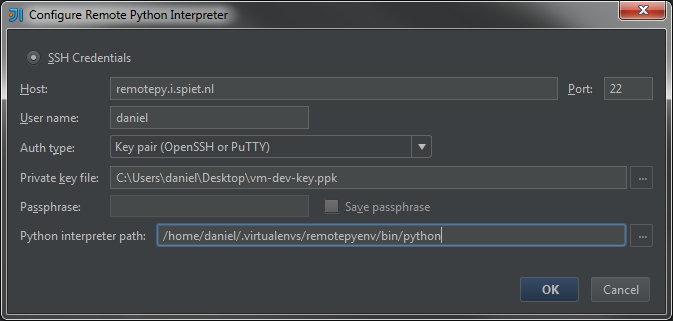 Configure Remote Python Interpreter
SSH Credentials
Host: remotepy.i.spiet.nl Port: 22
User name: daniel
Auth type: Key pair (OpenSSH or PuTTY)
Private key file: C:\Users\daniel\Desktop\vm-dev-key.ppk ...
Passphrase: Save passphrase
Python interpreter path: /home/daniel/.virtualenvs/remotepyenv/bin/python ...
OK Cancel